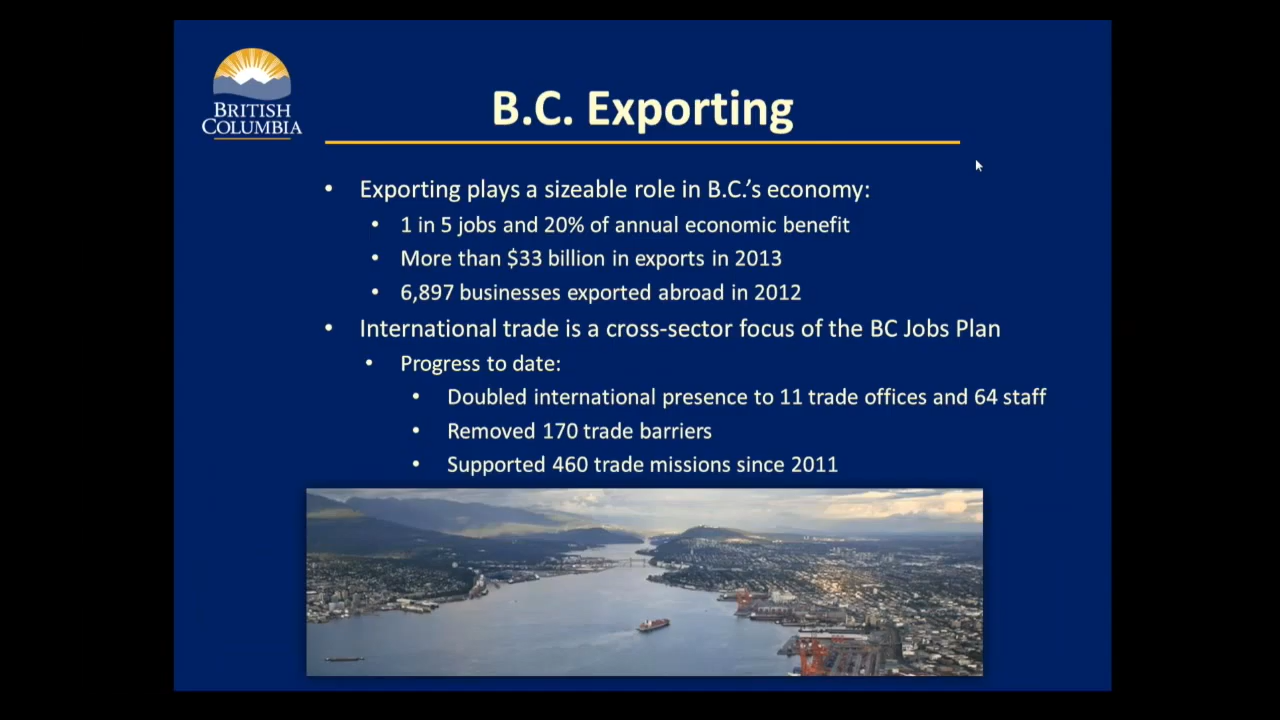 BRITISH
COLUMBIA
B.C. Exporting
• Exporting plays a sizeable role in B.C.'s economy:
• 1 in 5 jobs and 20% of annual economic benefit
• More than $33 billion in exports in 2013
• 6,897 businesses exported abroad in 2012
• International trade is a cross-sector focus of the BC Jobs Plan
• Progress to date:
• Doubled international presence to 11 trade offices and 64 staff
• Removed 170 trade barriers
• Supported 460 trade missions since 2011